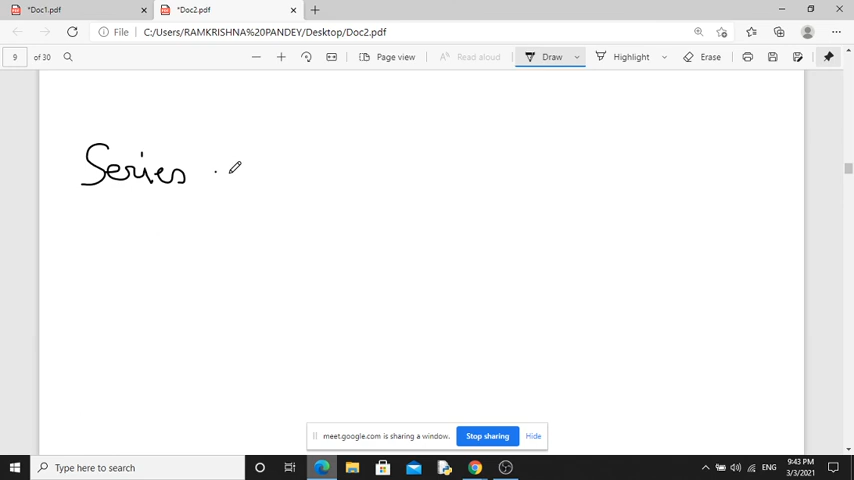 *Doc1.pdf
*Doc2.pdf
File
C:/Users/RAMKRISHNA%20PANDEY/Desktop/Doc2.pdf
9 of 30
Page view
Read aloud
Draw
Highlight
Erase
Series
meet.google.com is sharing a window.
Stop sharing
Hide
Type here to search
ENG
9:43 PM
3/3/2021